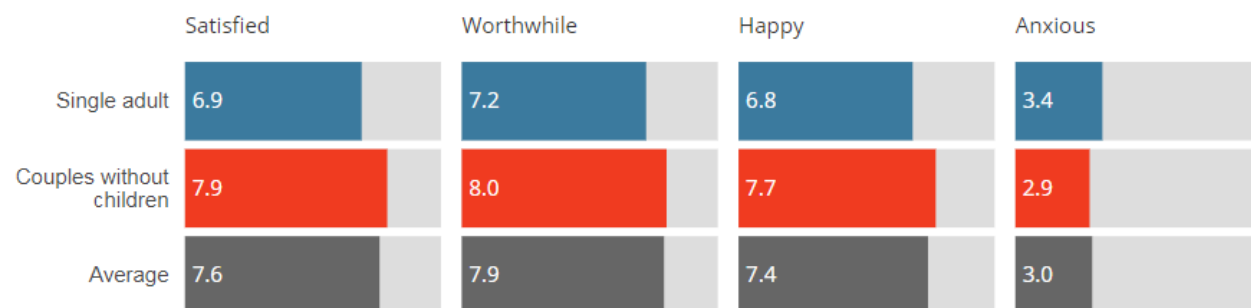 Satisfied Worthwhile Happy Anxious
Single adult 6.9 7.2 6.8 3.4
Couples without
children 7.9 8.0 7.7 2.9
Average 7.6 7.9 7.4 3.0